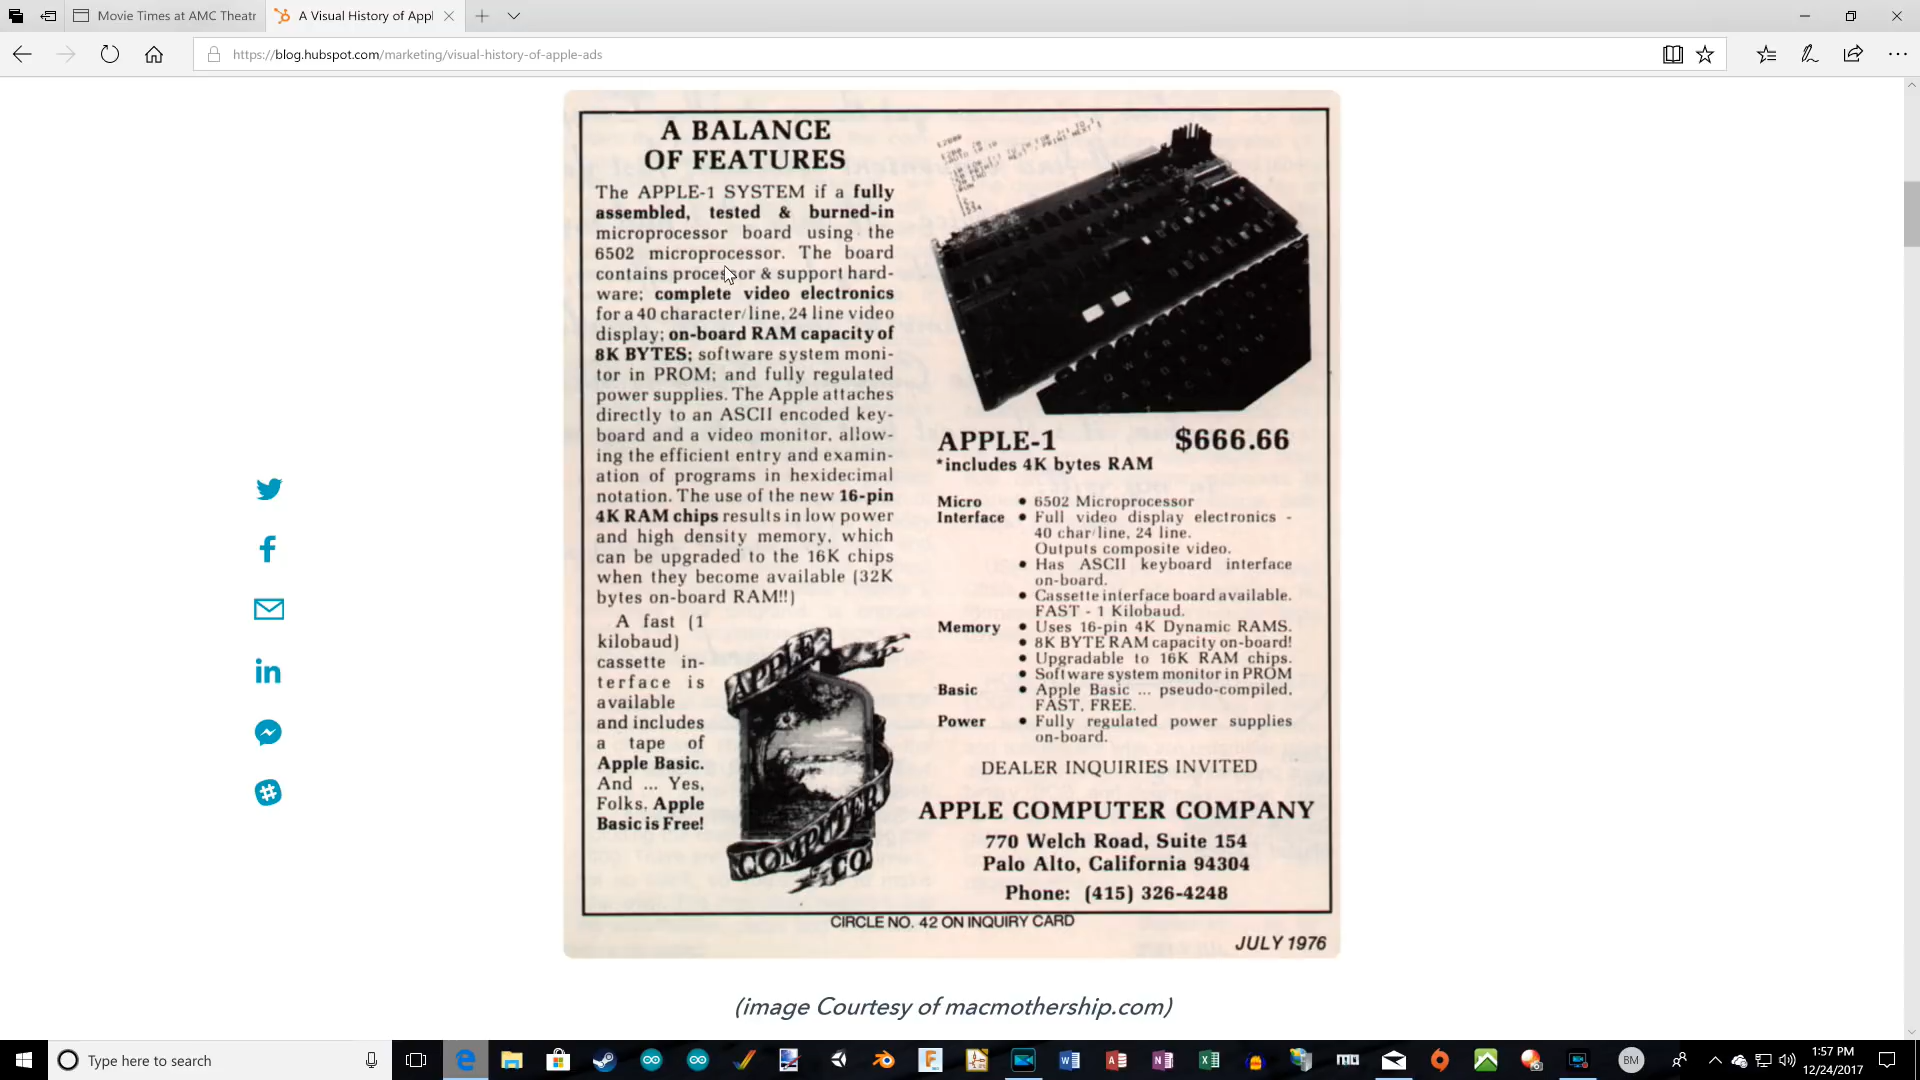 Movie Times at AMC Theatr
A Visual History of Appl
https://blog.hubspot.com/marketing/visual-history-of-apple-ads
A BALANCE
OF FEATURES
The APPLE-1 SYSTEM if a fully
assembled, tested & burned-in
microprocessor board using the
6502 microprocessor. The board
contains processor & support hard-
ware; complete video electronics
for a 40 character/line, 24 line video
display; on-board RAM capacity of
8K BYTES; software system moni-
tor in PROM; and fully regulated
power supplies. The Apple attaches
directly to an ASCII encoded key-
board and a video monitor, allow-
ing the efficient entry and examin-
ation of programs in hexidecimal
notation. The use of the new 16-pin
4K RAM chips results in low power
and high density memory, which
can be upgraded to the 16K chips
when they become available (32K
bytes on-board RAM!!)
A fast (1
kilobaud)
cassette in-
terface is
available
and includes
a tape of
Apple Basic.
And ... Yes,
Folks, Apple
Basic is Free!
APPLE
COMPUTER
CO
APPLE-1 $666.66
*includes 4K bytes RAM
Micro • 6502 Microprocessor
Interface • Full video display electronics -
40 char/line, 24 line.
Outputs composite video.
• Has ASCII keyboard interface
on-board.
• Cassette interface board available.
FAST - 1 Kilobaud.
Memory • Uses 16-pin 4K Dynamic RAMS.
• 8K BYTE RAM capacity on-board!
• Upgradable to 16K RAM chips.
• Software system monitor in PROM
Basic • Apple Basic ... pseudo-compiled,
FAST, FREE.
Power • Fully regulated power supplies
on-board.
DEALER INQUIRIES INVITED
APPLE COMPUTER COMPANY
770 Welch Road, Suite 154
Palo Alto, California 94304
Phone: (415) 326-4248
CIRCLE NO. 42 ON INQUIRY CARD
JULY 1976
(image Courtesy of macmothership.com)
Type here to search
BM
1:57 PM
12/24/2017